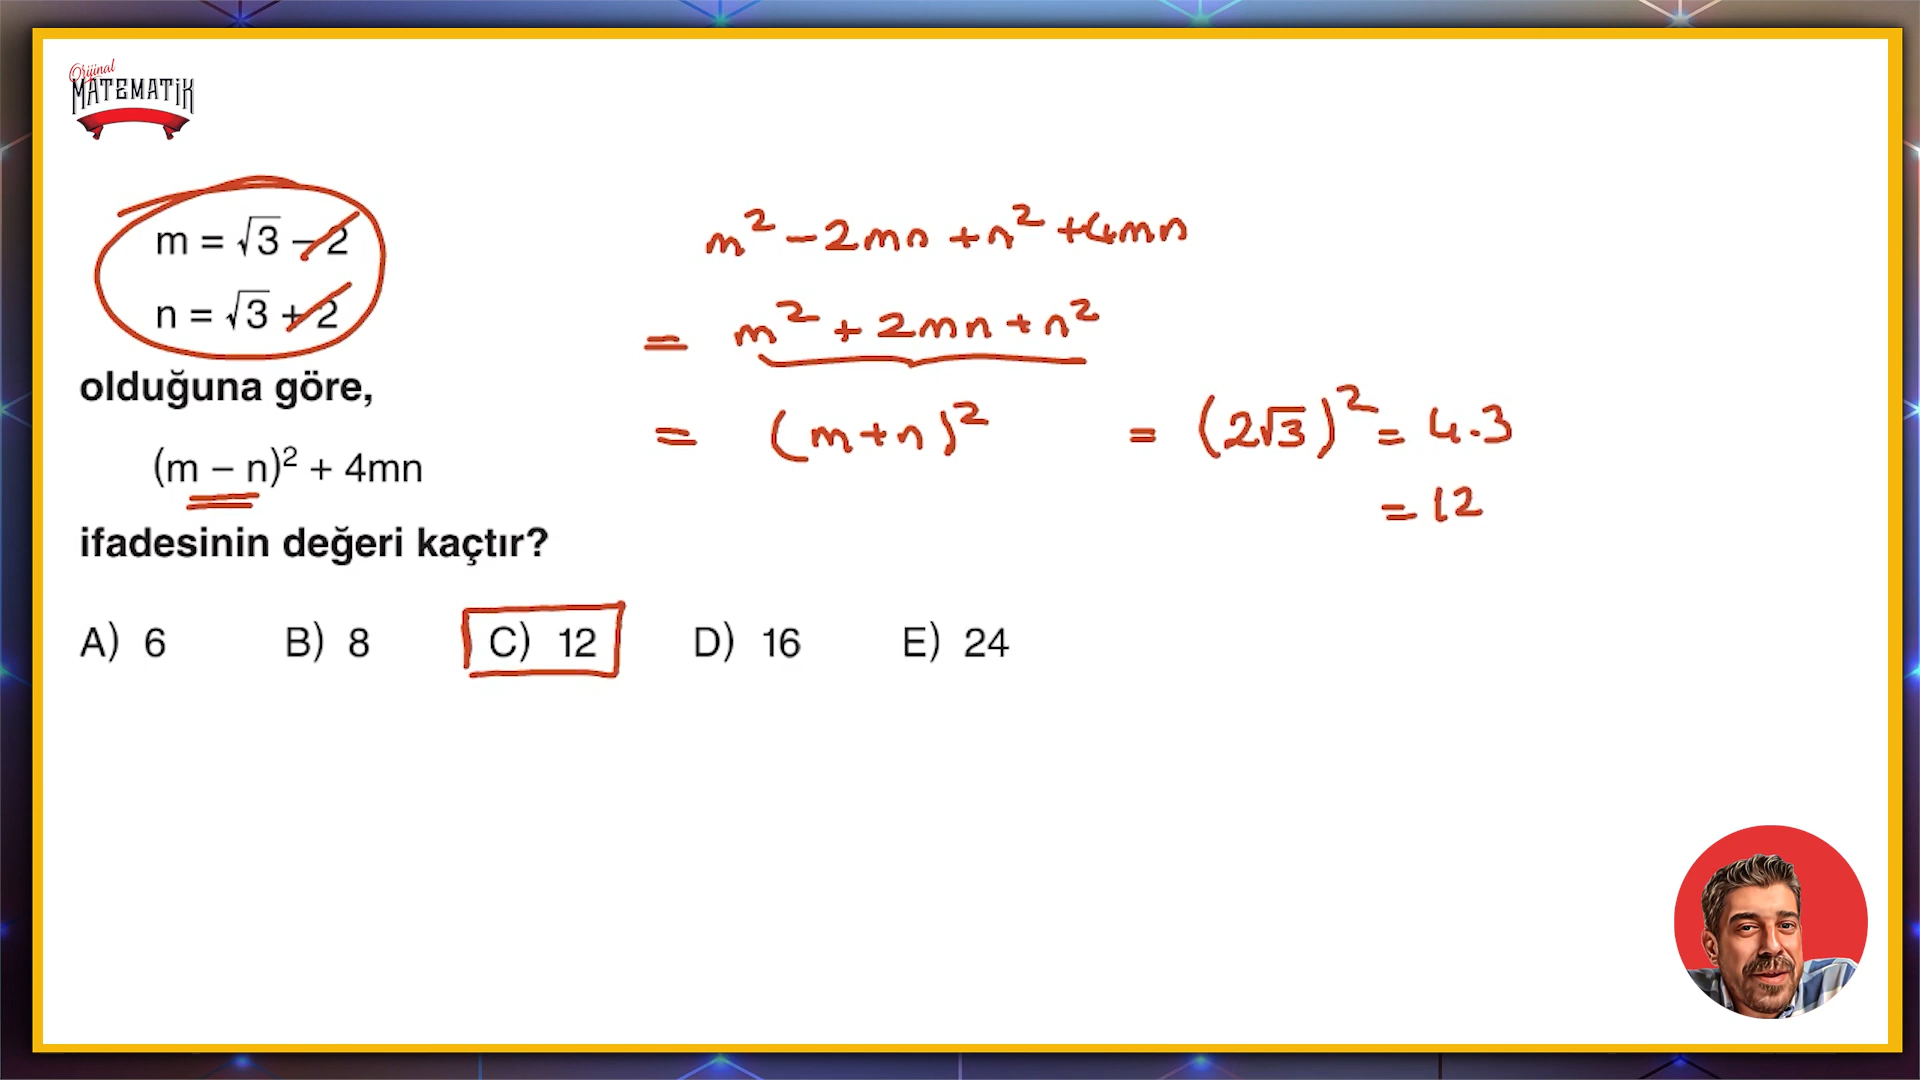 Orijinal
MATEMATİK
m = √3 – 2
n = √3 + 2
olduğuna göre,
(m – n)² + 4mn
ifadesinin değeri kaçtır?
A) 6 B) 8 C) 12 D) 16 E) 24
m² – 2mn + n² + 4mn
= m² + 2mn + n²
= (m + n)² = (2√3)² = 4.3
= 12